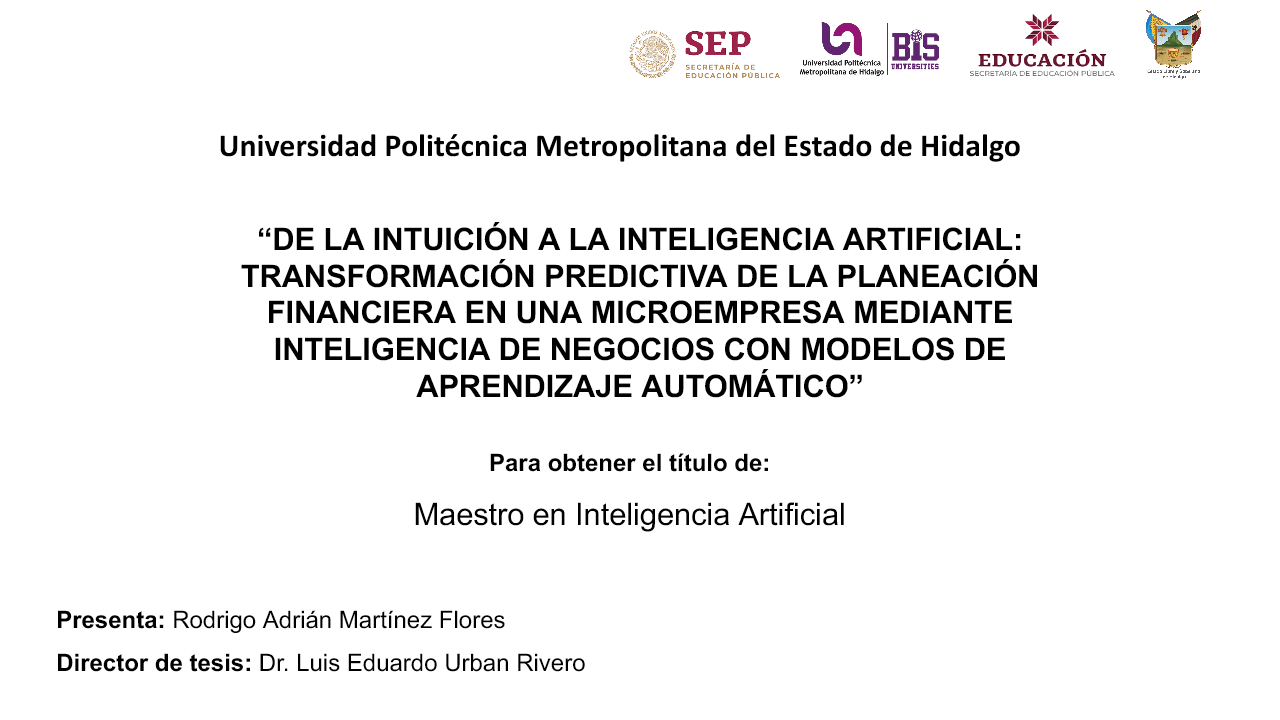 SEP
SECRETARÍA DE
EDUCACIÓN PÚBLICA
Universidad Politécnica
Metropolitana de Hidalgo
BIS
UNIVERSITIES
EDUCACIÓN
SECRETARÍA DE EDUCACIÓN PÚBLICA
Universidad Politécnica Metropolitana del Estado de Hidalgo
“DE LA INTUICIÓN A LA INTELIGENCIA ARTIFICIAL:
TRANSFORMACIÓN PREDICTIVA DE LA PLANEACIÓN
FINANCIERA EN UNA MICROEMPRESA MEDIANTE
INTELIGENCIA DE NEGOCIOS CON MODELOS DE
APRENDIZAJE AUTOMÁTICO”
Para obtener el título de:
Maestro en Inteligencia Artificial
Presenta: Rodrigo Adrián Martínez Flores
Director de tesis: Dr. Luis Eduardo Urban Rivero